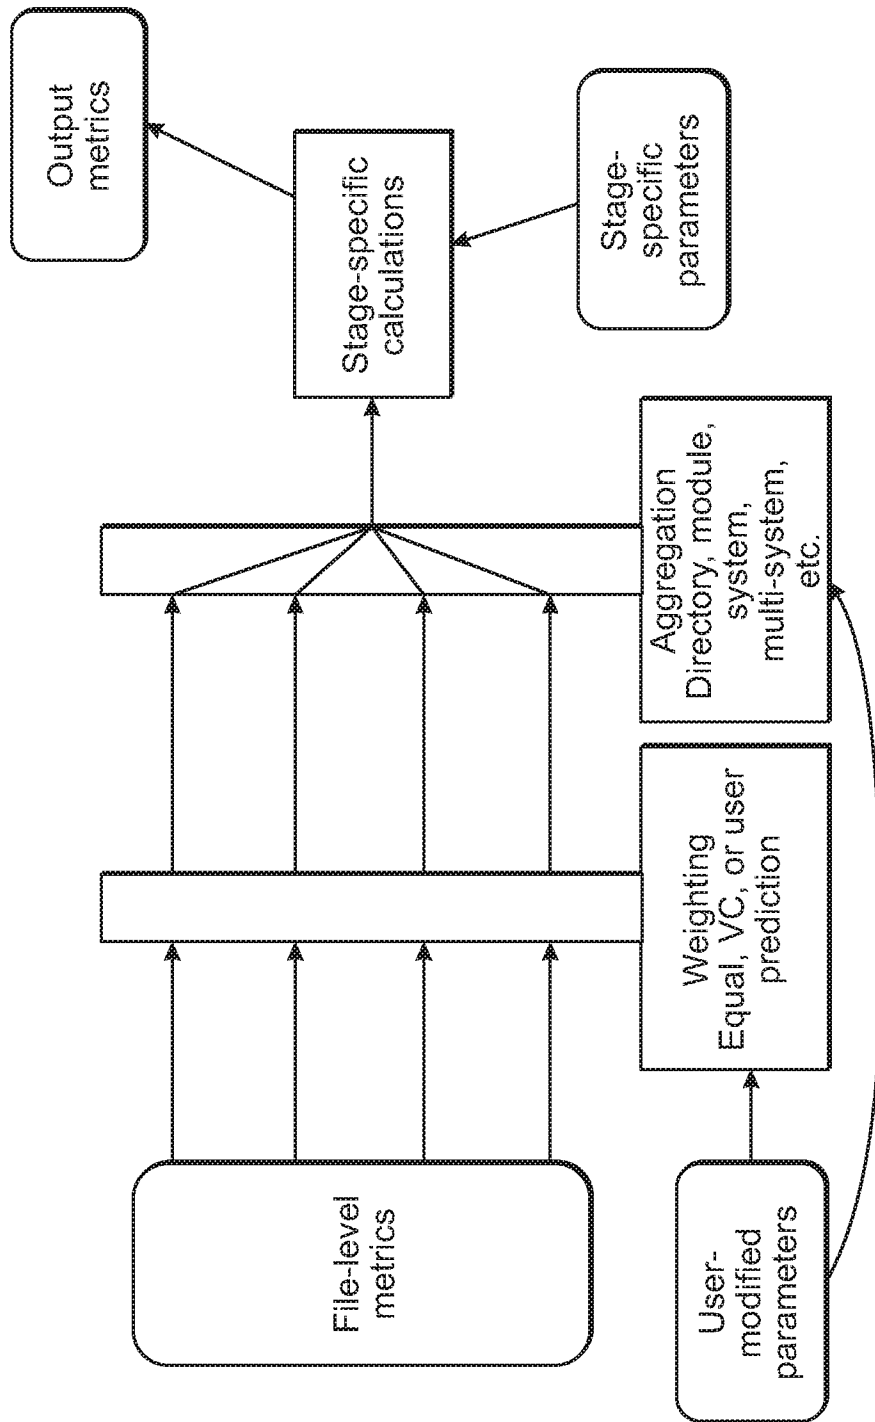 File-level
metrics
User-
modified
parameters
Weighting
Equal, VC, or user
prediction
Aggregation
Directory, module,
system,
multi-system,
etc.
Stage-specific
calculations
Stage-
specific
parameters
Output
metrics